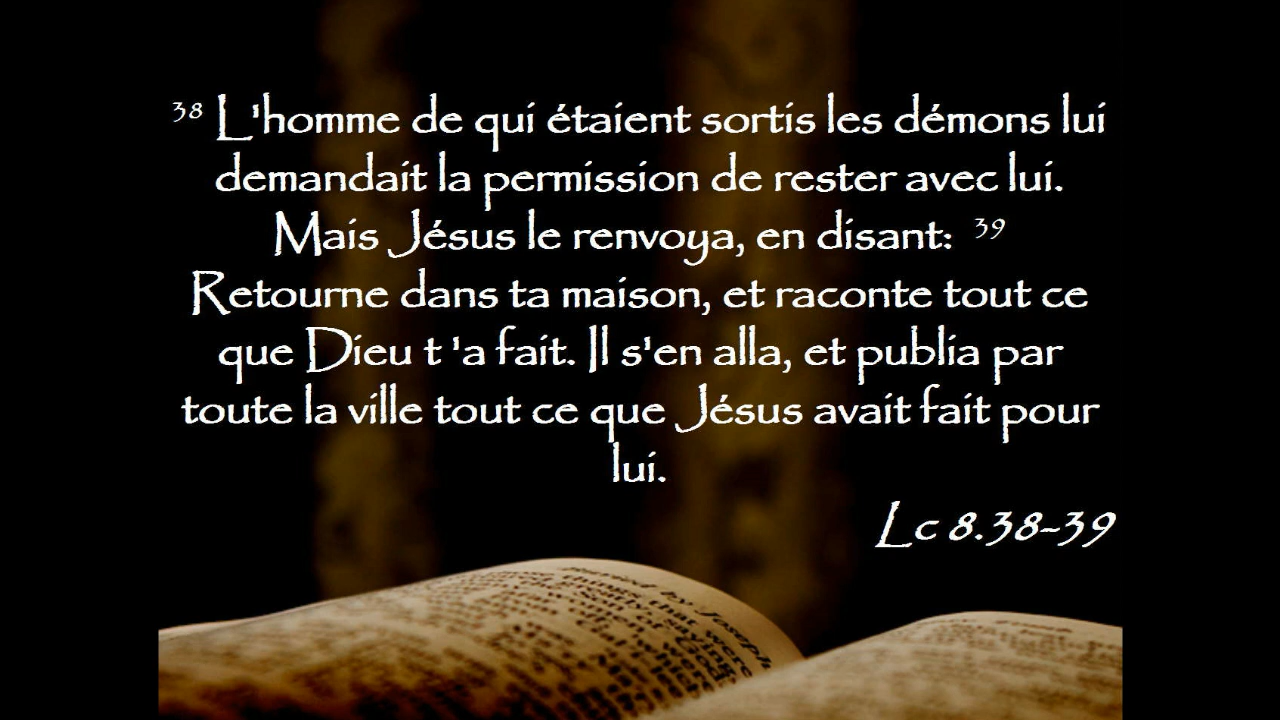 38 L'homme de qui étaient sortis les démons lui
demandait la permission de rester avec lui.
Mais Jésus le renvoya, en disant: 39
Retourne dans ta maison, et raconte tout ce
que Dieu t 'a fait. Il s'en alla, et publia par
toute la ville tout ce que Jésus avait fait pour
lui.
Lc 8.38-39